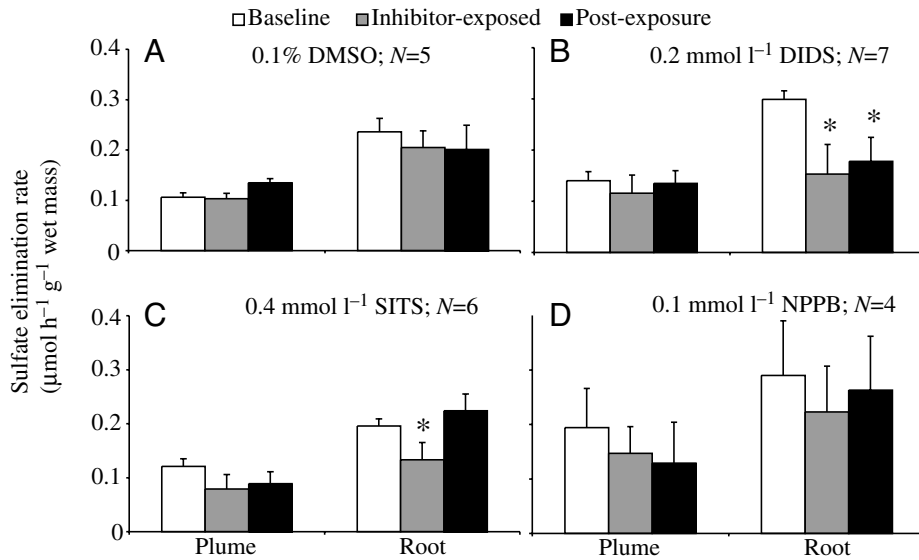 Baseline Inhibitor-exposed Post-exposure
Sulfate elimination rate
(μmol h⁻¹ g⁻¹ wet mass)
A 0.1% DMSO; N=5
0.4
0.3
0.2
0.1
0
B 0.2 mmol l⁻¹ DIDS; N=7
* *
C 0.4 mmol l⁻¹ SITS; N=6
0.4
0.3
0.2
0.1
0
*
Plume Root
D 0.1 mmol l⁻¹ NPPB; N=4
Plume Root